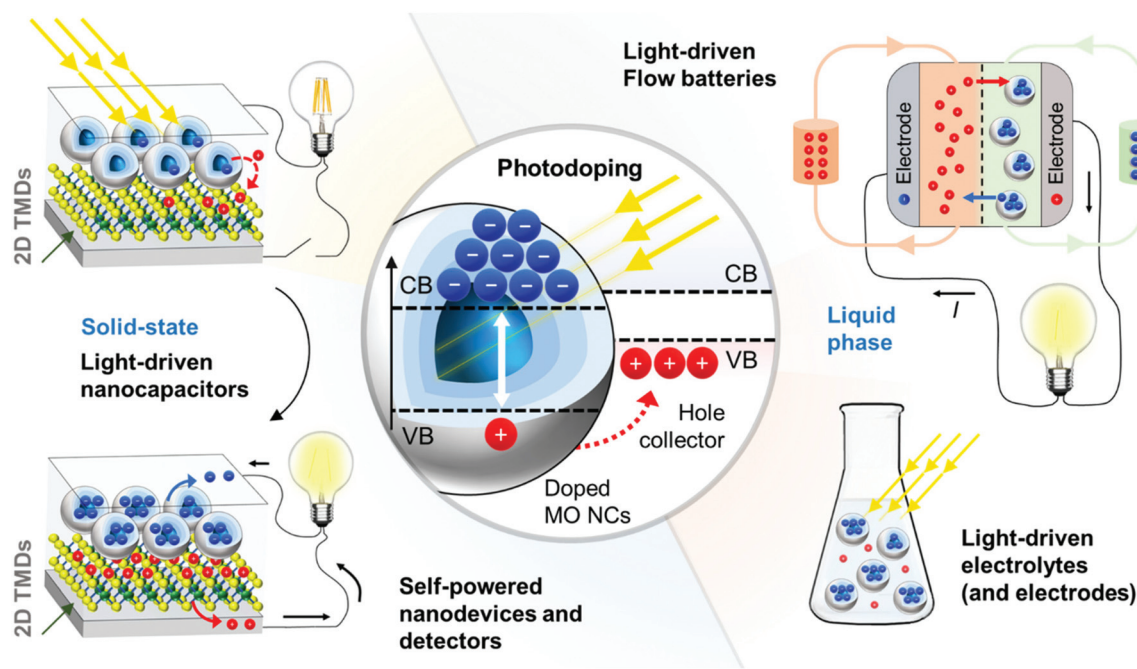 2D TMDs
Solid-state
Light-driven
nanocapacitors
2D TMDs
Self-powered
nanodevices and
detectors
Photodoping
CB
VB
CB
VB
Hole
collector
Doped
MO NCs
Light-driven
Flow batteries
Electrode
Electrode
I
Liquid
phase
Light-driven
electrolytes
(and electrodes)